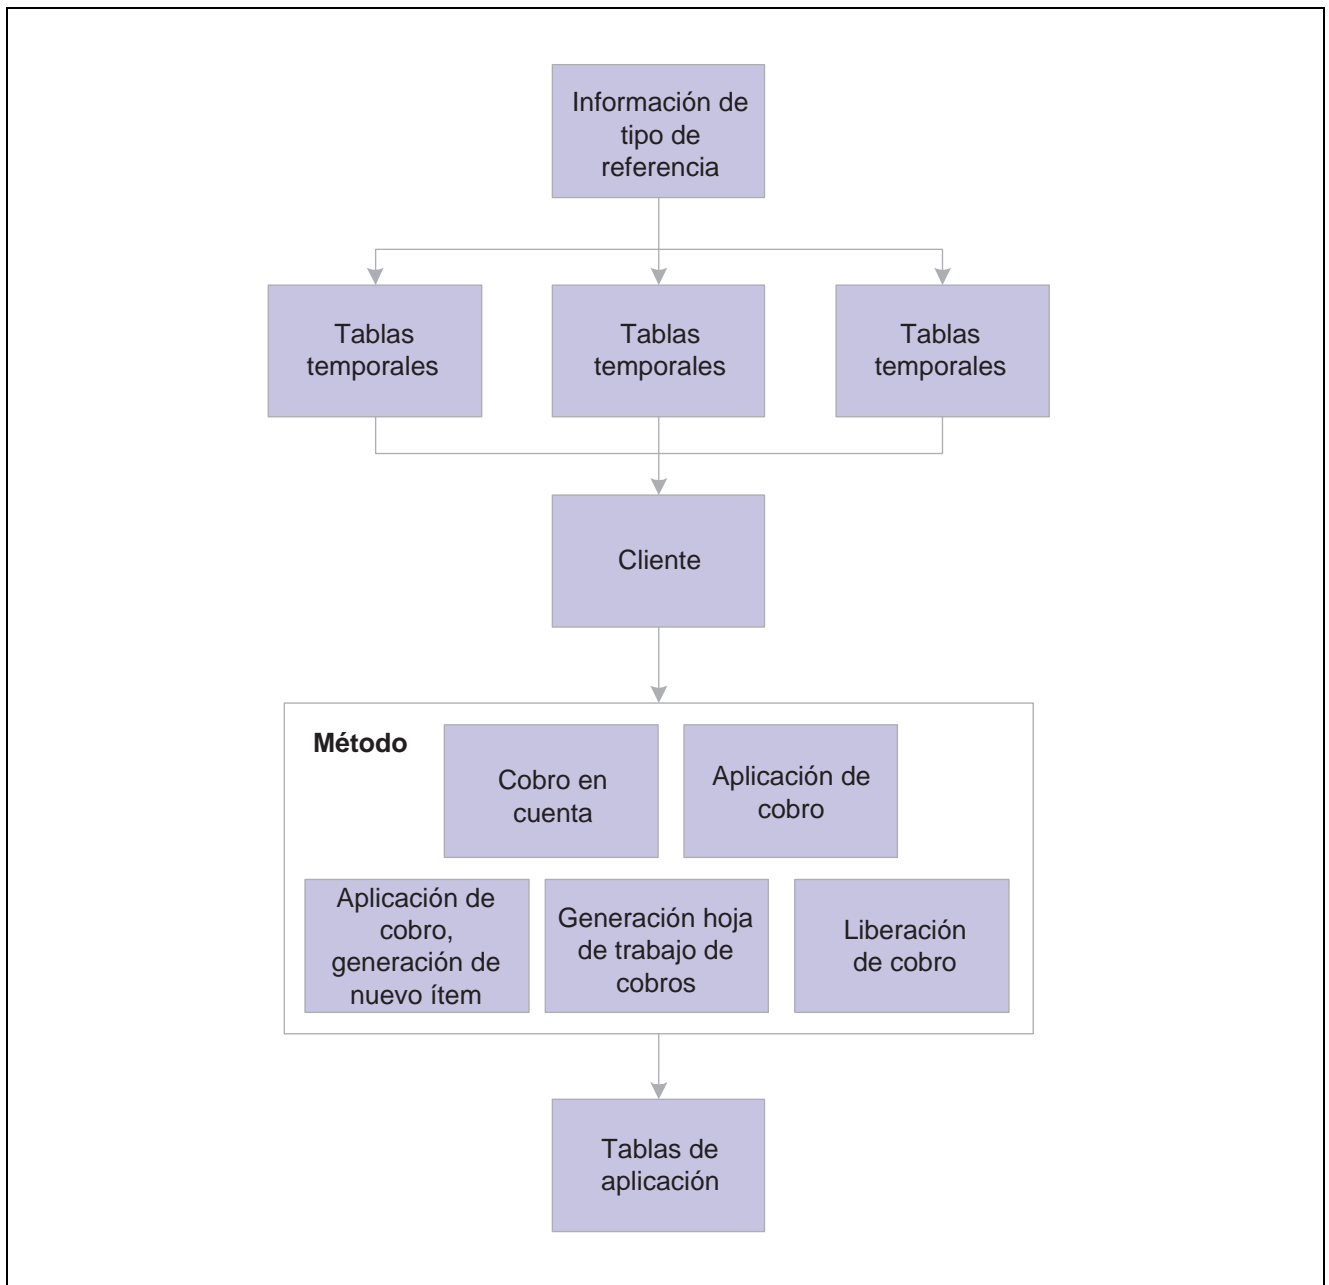 Información de
tipo de
referencia
Tablas
temporales
Tablas
temporales
Tablas
temporales
Cliente
Método
Cobro en
cuenta
Aplicación de
cobro
Aplicación de
cobro,
generación de
nuevo ítem
Generación hoja
de trabajo de
cobros
Liberación
de cobro
Tablas de
aplicación